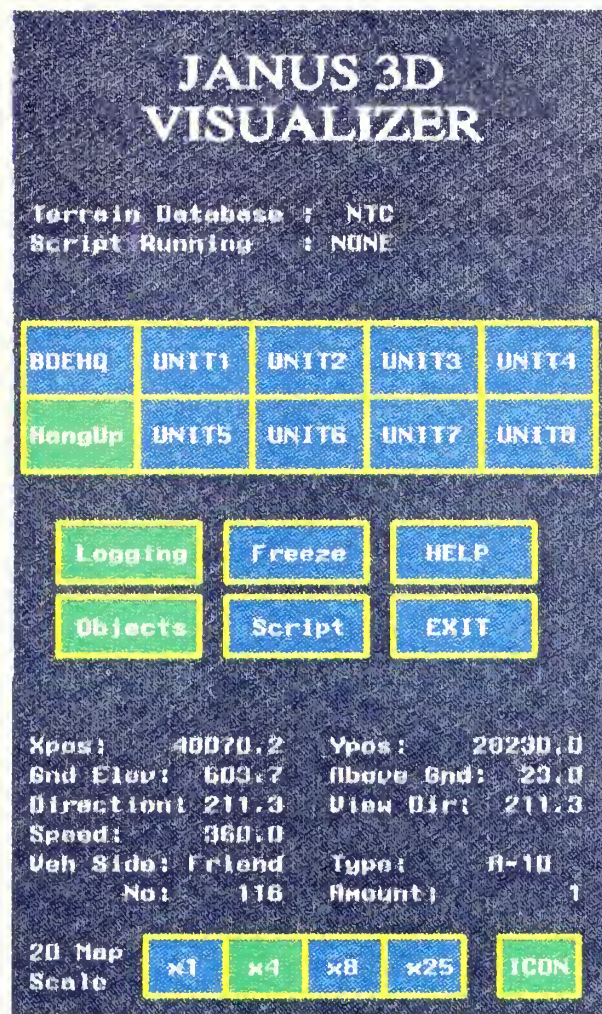 JANUS 3D
VISUALIZER
Terrain Database : NTC
Script Running : NONE
BDEHQ UNIT1 UNIT2 UNIT3 UNIT4
HangUp UNIT5 UNIT6 UNIT7 UNIT8
Logging Freeze HELP
Objects Script EXIT
Xpos: 40070.2 Ypos: 20230.0
Gnd Elev: 603.7 Above Gnd: 23.0
Direction: 211.3 View Dir: 211.3
Speed: 360.0
Veh Side: Friend Type: A-10
No: 116 Amount: 1
2D Map
Scale x1 x4 x8 x25 ICON